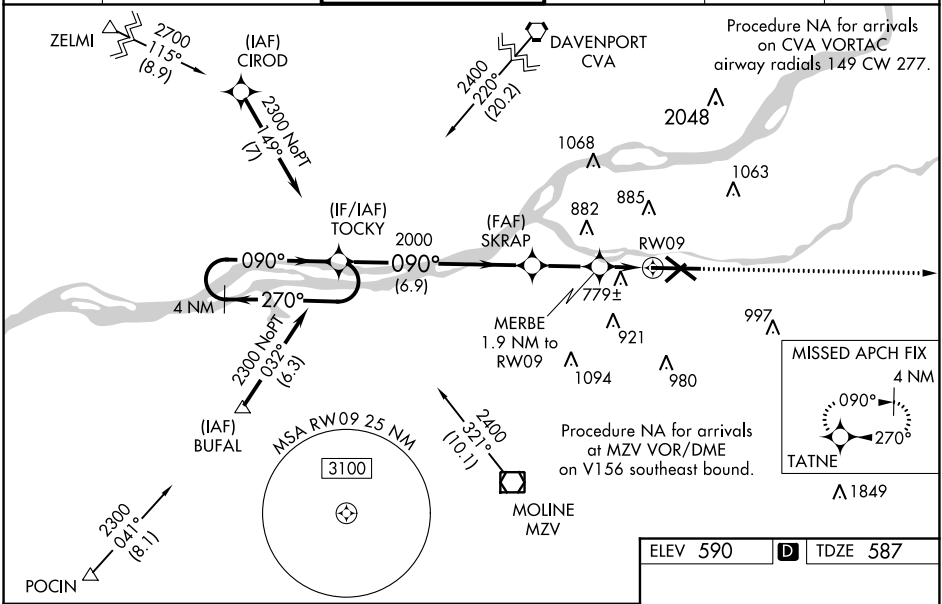 ZELMI
2700
115°
(8.9)
(IAF)
CIROD
2300 NoPT
149°
(7)
2400
220°
(20.2)
DAVENPORT
CVA
Procedure NA for arrivals
on CVA VORTAC
airway radials 149 CW 277.
2048
1068
1063
885
882
(IF/IAF)
TOCKY
2000
090°
(6.9)
(FAF)
SKRAP
RW09
090°
270°
4 NM
779±
MERBE
1.9 NM to
RW09
921
997
1094
980
2300 NoPT
032°
(6.3)
(IAF)
BUFAL
MISSED APCH FIX
4 NM
090°
270°
TATNE
MSA RW09 25 NM
3100
2400
321°
(10.1)
MOLINE
MZV
Procedure NA for arrivals
at MZV VOR/DME
on V156 southeast bound.
1849
2300
041°
(8.1)
POCIN
ELEV 590 D TDZE 587